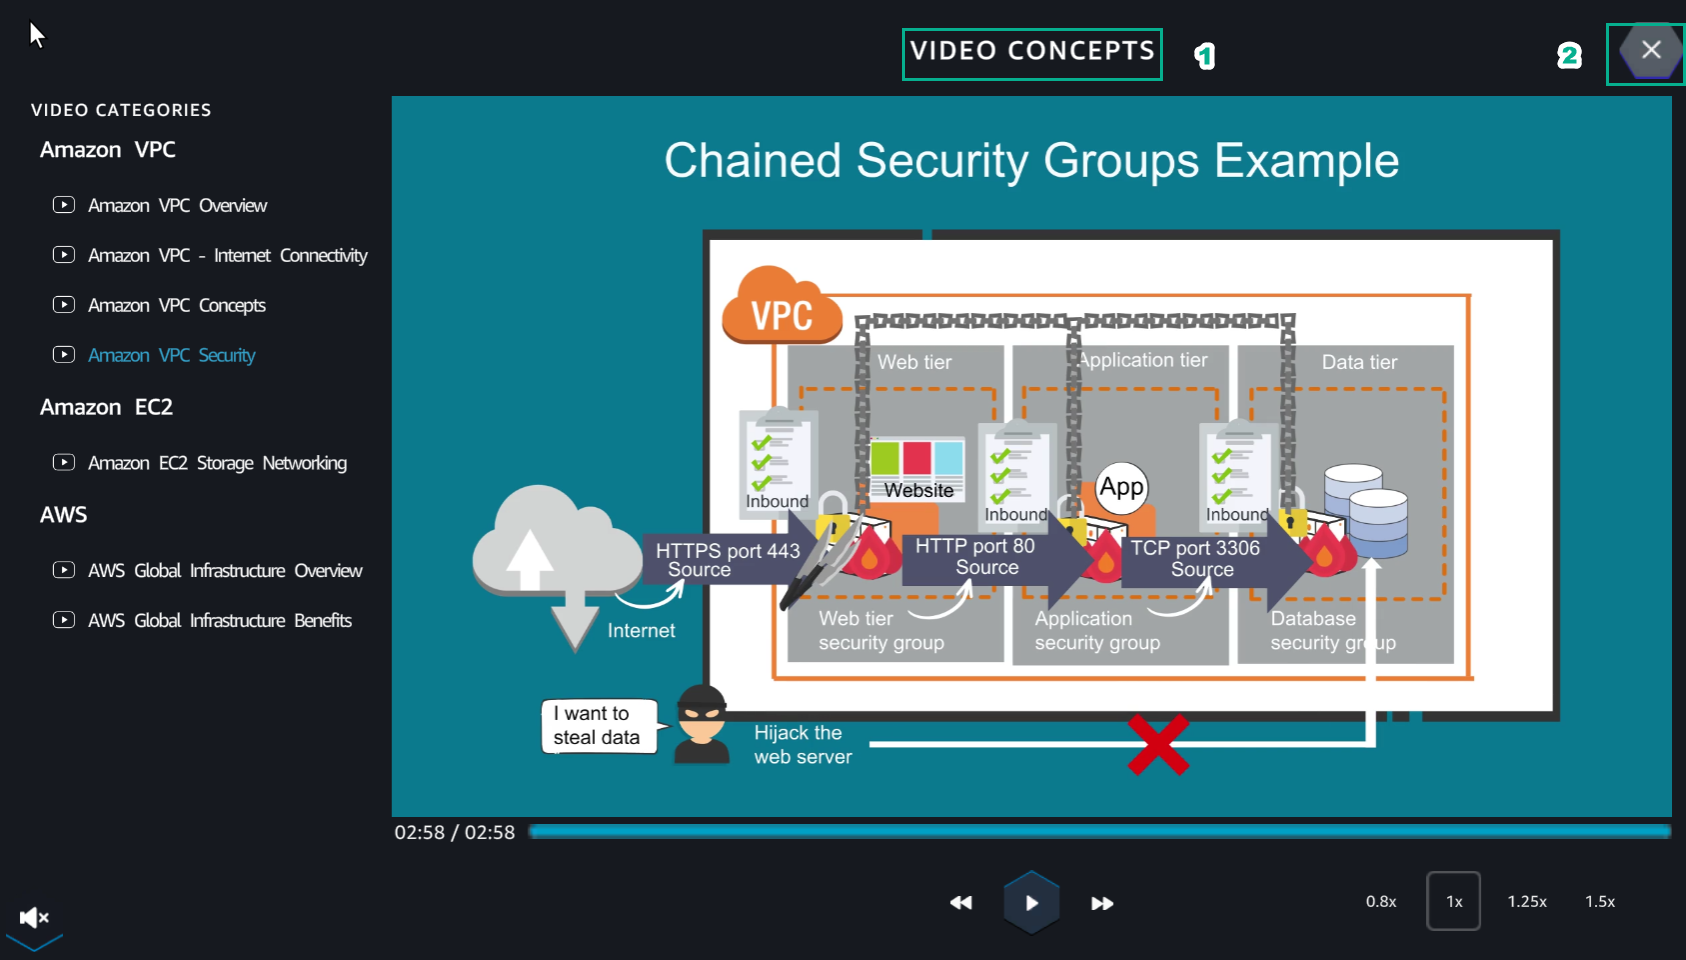 VIDEO CONCEPTS
1
2
VIDEO CATEGORIES
Amazon VPC
Amazon VPC Overview
Amazon VPC - Internet Connectivity
Amazon VPC Concepts
Amazon VPC Security
Amazon EC2
Amazon EC2 Storage Networking
AWS
AWS Global Infrastructure Overview
AWS Global Infrastructure Benefits
Chained Security Groups Example
VPC
Web tier
Application tier
Data tier
Inbound
Website
Inbound
App
Inbound
HTTPS port 443
Source
HTTP port 80
Source
TCP port 3306
Source
Internet
Web tier
security group
Application
security group
Database
security group
I want to
steal data
Hijack the
web server
02:58 / 02:58
0.8x
1x
1.25x
1.5x